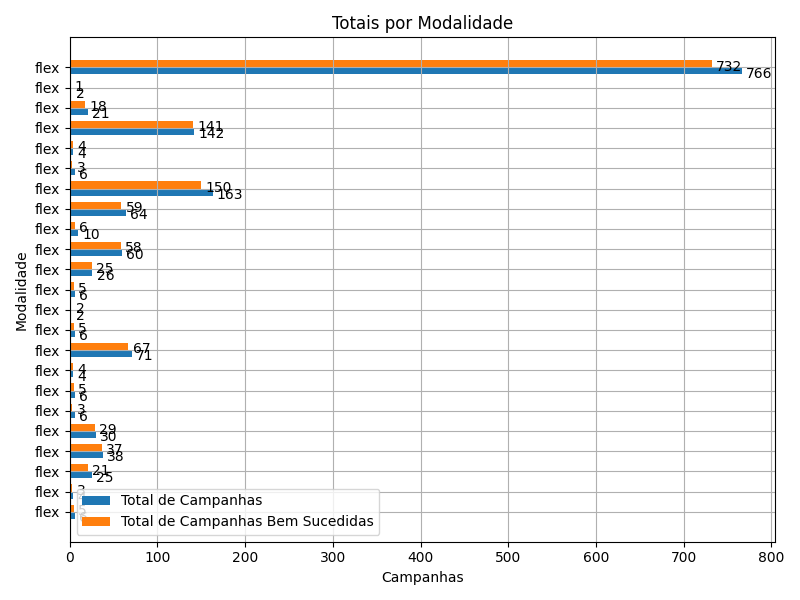 Totais por Modalidade
flex 732
766
flex 1
2
flex 18
21
flex 141
142
flex 4
4
flex 3
6
flex 150
163
flex 59
64
flex 6
10
flex 58
60
flex 25
26
flex 5
6
flex 2
2
flex 5
6
flex 67
71
flex 4
4
flex 5
6
flex 3
6
flex 29
30
flex 37
38
flex 21
25
flex 3
flex
Modalidade
Total de Campanhas
Total de Campanhas Bem Sucedidas
0 100 200 300 400 500 600 700 800
Campanhas